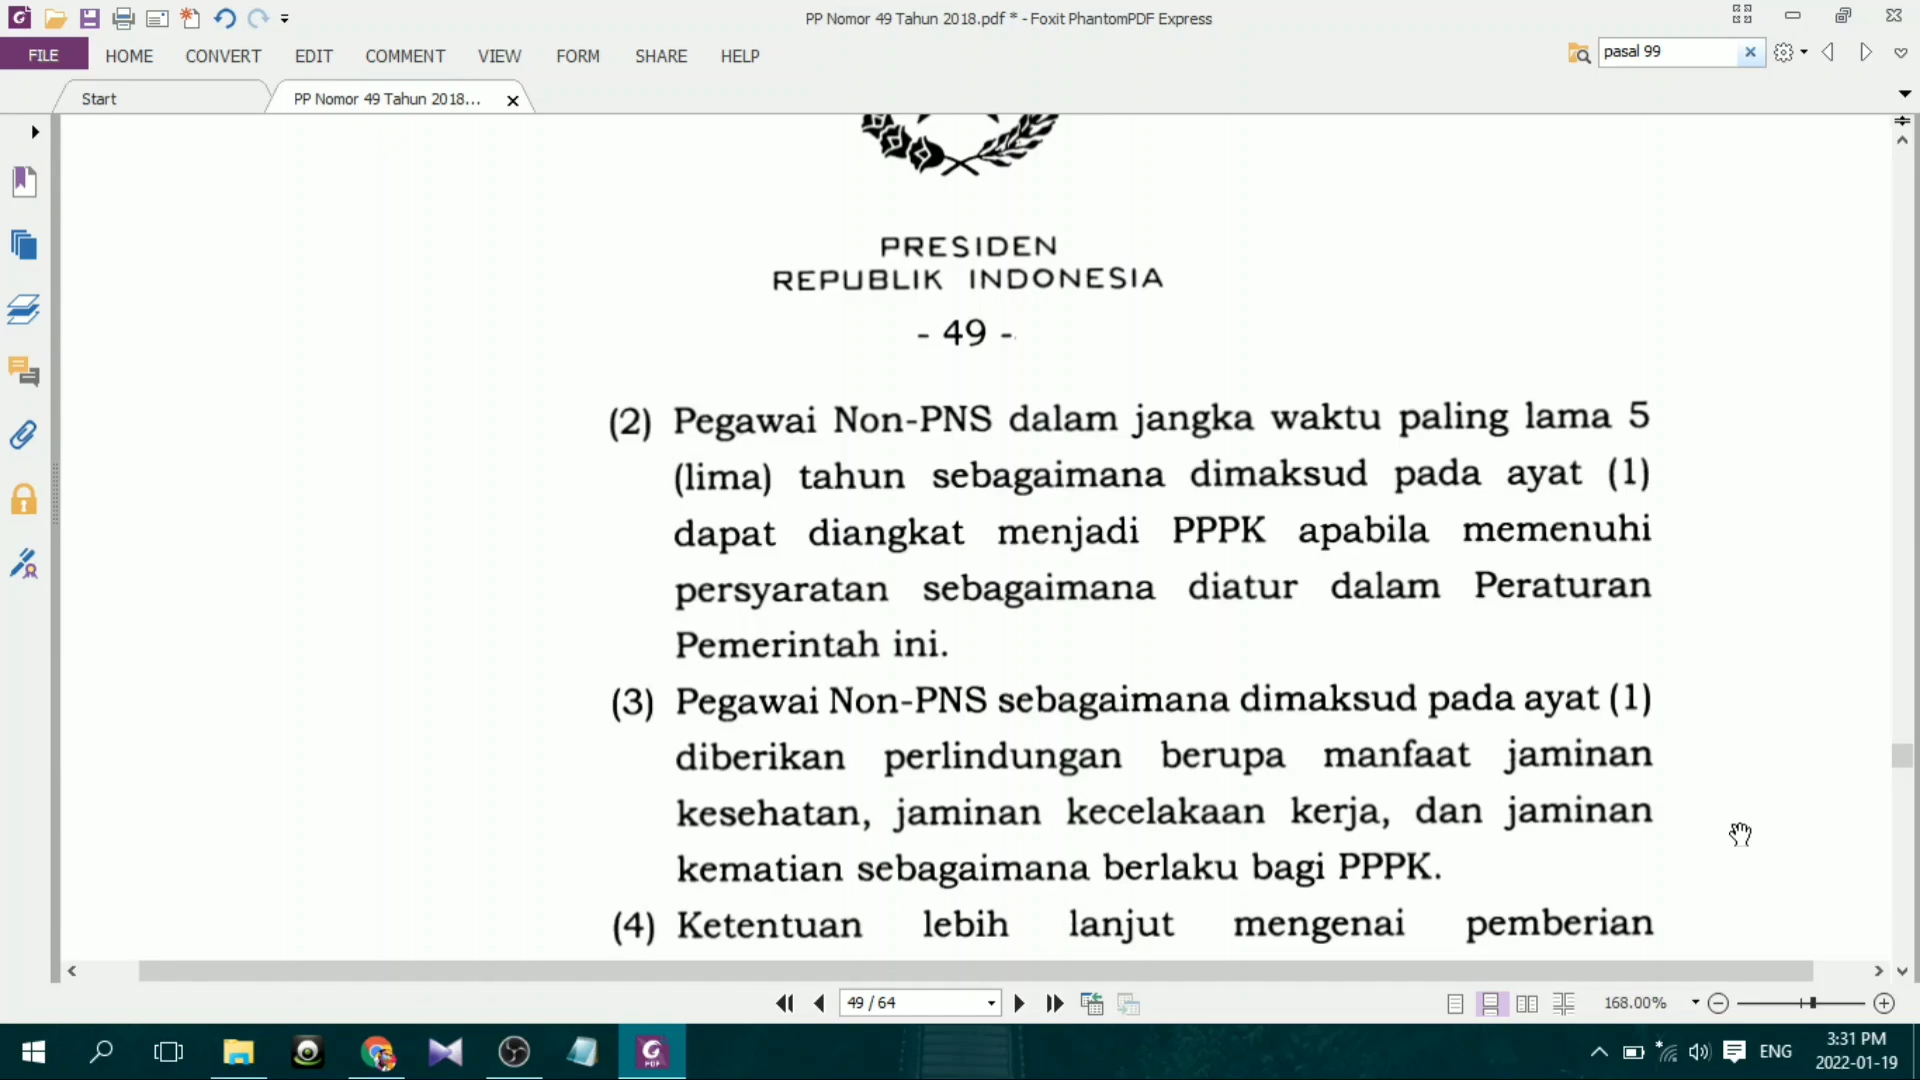 PP Nomor 49 Tahun 2018.pdf * - Foxit PhantomPDF Express
FILE HOME CONVERT EDIT COMMENT VIEW FORM SHARE HELP
pasal 99
Start
PP Nomor 49 Tahun 2018...
PRESIDEN
REPUBLIK INDONESIA
- 49 -
(2) Pegawai Non-PNS dalam jangka waktu paling lama 5
(lima) tahun sebagaimana dimaksud pada ayat (1)
dapat diangkat menjadi PPPK apabila memenuhi
persyaratan sebagaimana diatur dalam Peraturan
Pemerintah ini.
(3) Pegawai Non-PNS sebagaimana dimaksud pada ayat (1)
diberikan perlindungan berupa manfaat jaminan
kesehatan, jaminan kecelakaan kerja, dan jaminan
kematian sebagaimana berlaku bagi PPPK.
(4) Ketentuan lebih lanjut mengenai pemberian
49 / 64
168.00%
ENG
3:31 PM
2022-01-19